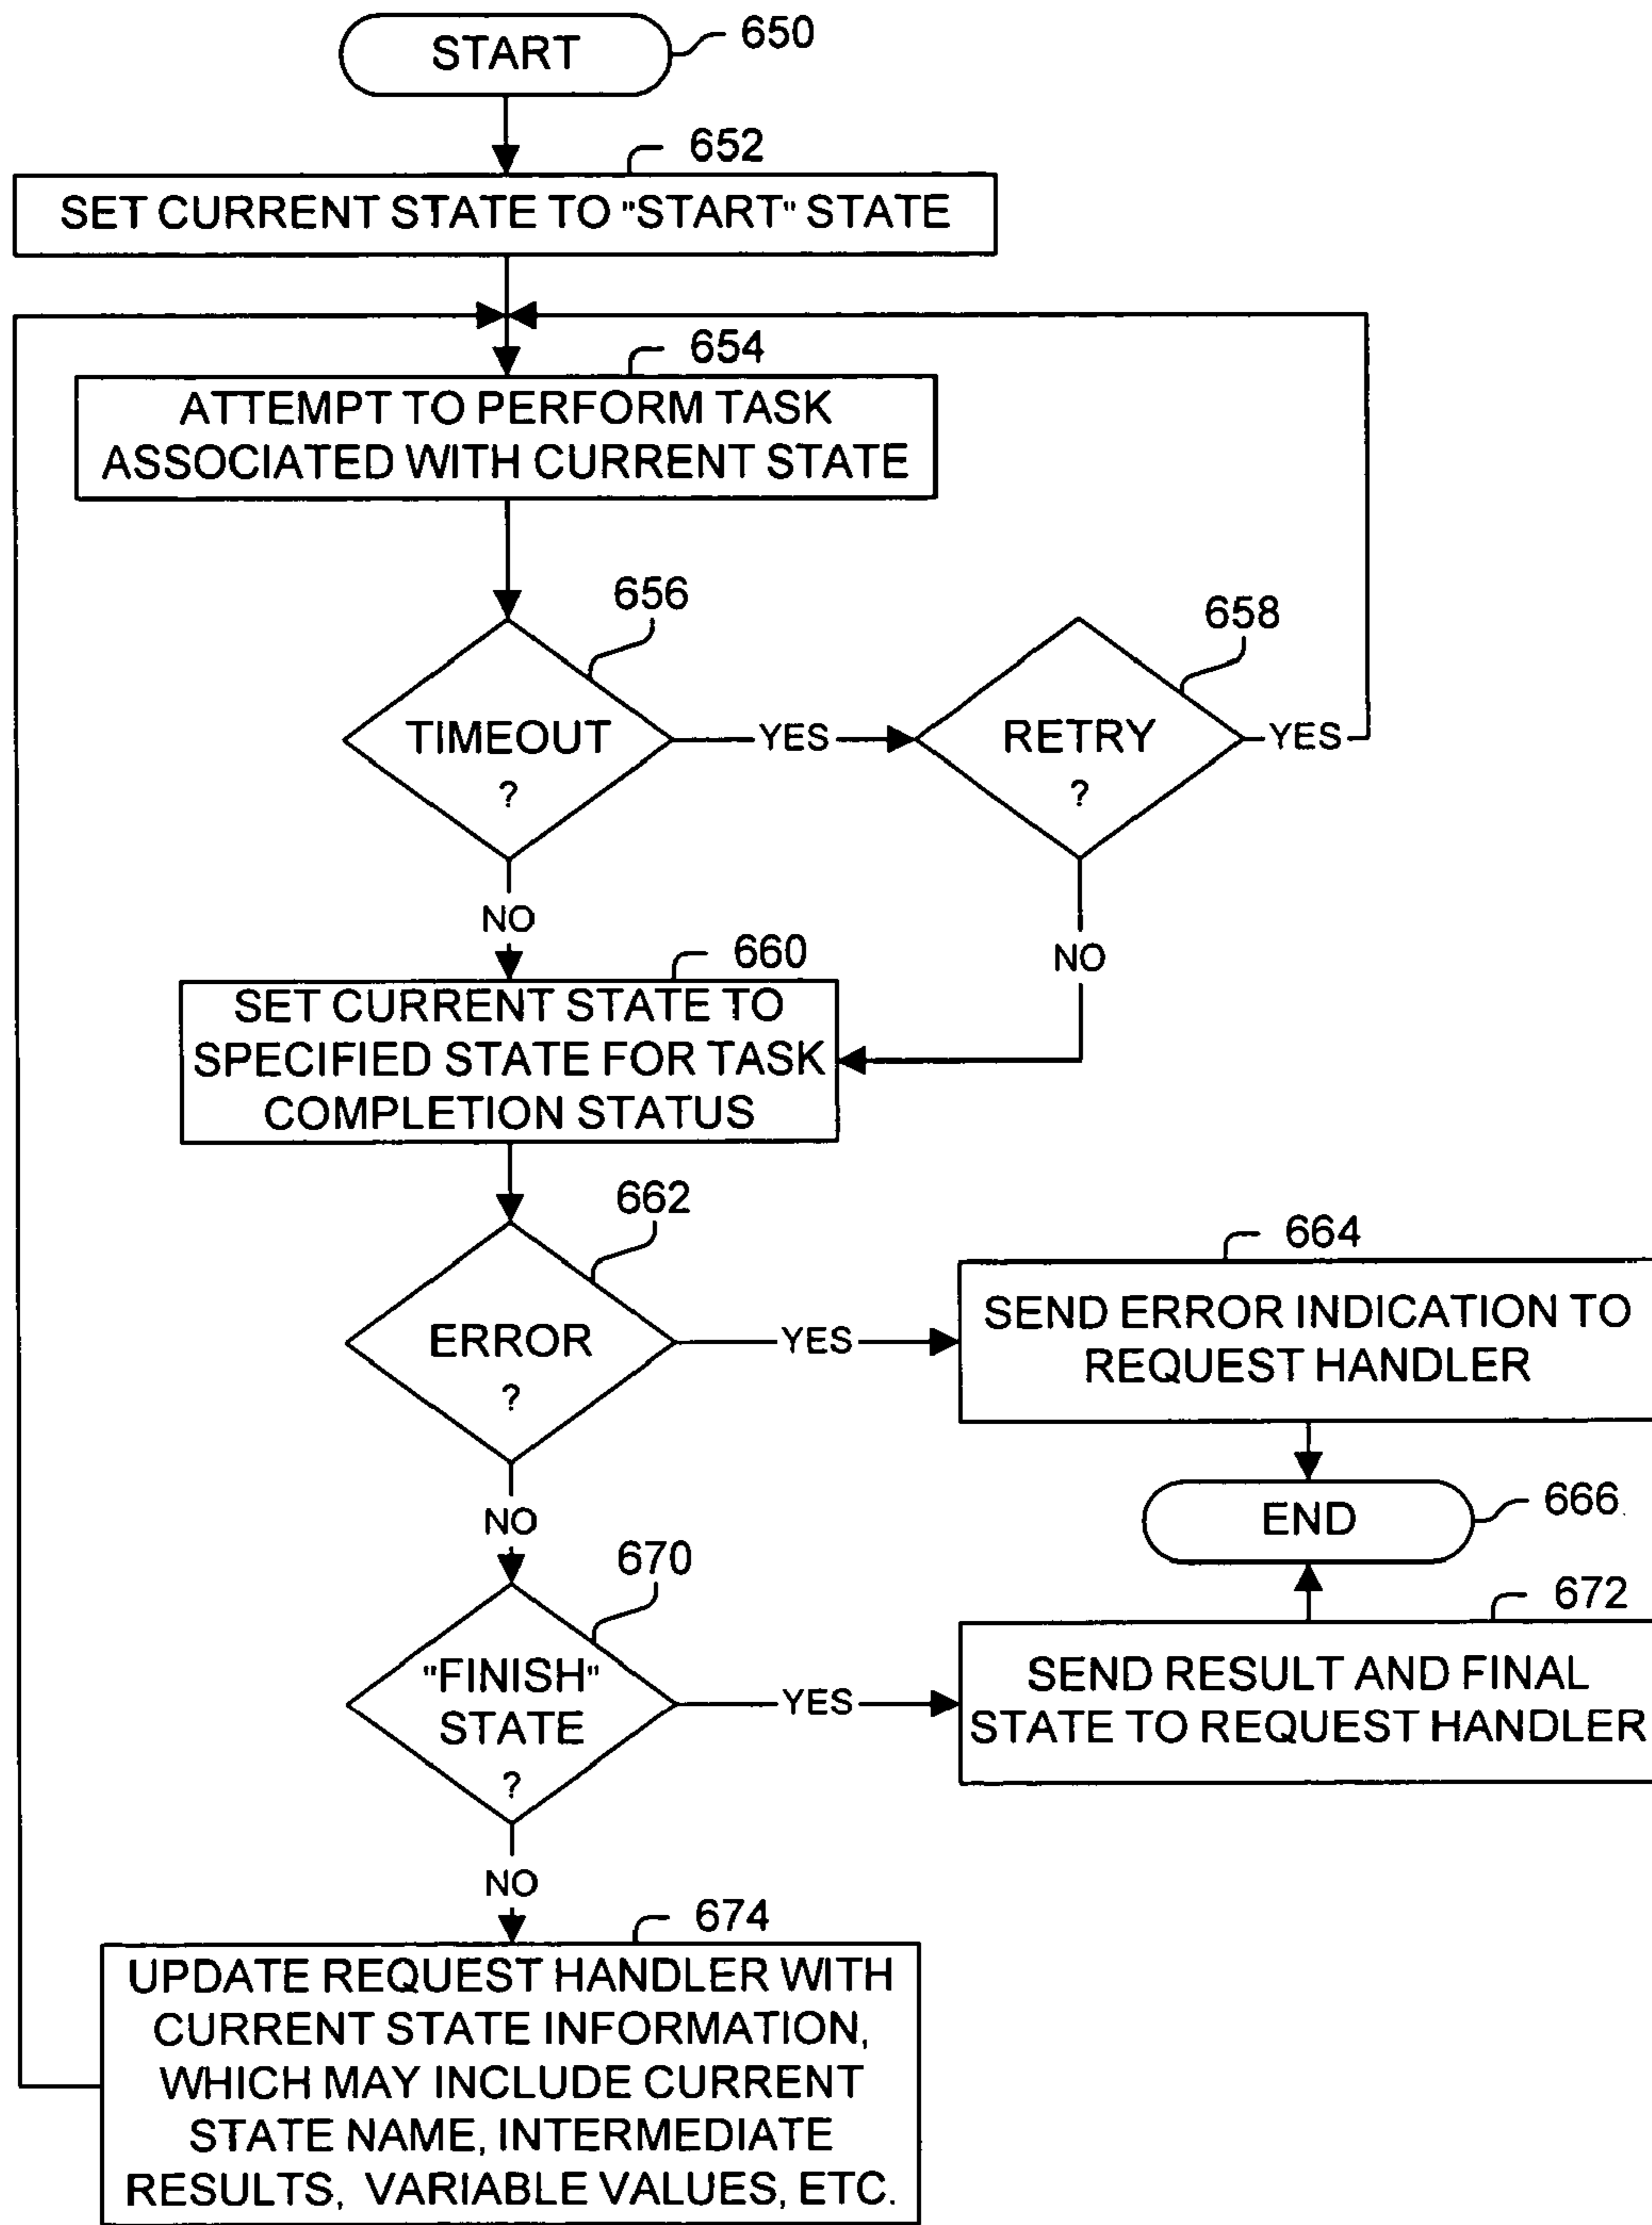 START
650
652
SET CURRENT STATE TO "START" STATE
654
ATTEMPT TO PERFORM TASK
ASSOCIATED WITH CURRENT STATE
656
658
TIMEOUT
?
YES
RETRY
?
YES
NO
NO
660
SET CURRENT STATE TO
SPECIFIED STATE FOR TASK
COMPLETION STATUS
662
ERROR
?
YES
664
SEND ERROR INDICATION TO
REQUEST HANDLER
NO
END
666
670
"FINISH"
STATE
?
YES
672
SEND RESULT AND FINAL
STATE TO REQUEST HANDLER
NO
674
UPDATE REQUEST HANDLER WITH
CURRENT STATE INFORMATION,
WHICH MAY INCLUDE CURRENT
STATE NAME, INTERMEDIATE
RESULTS, VARIABLE VALUES, ETC.